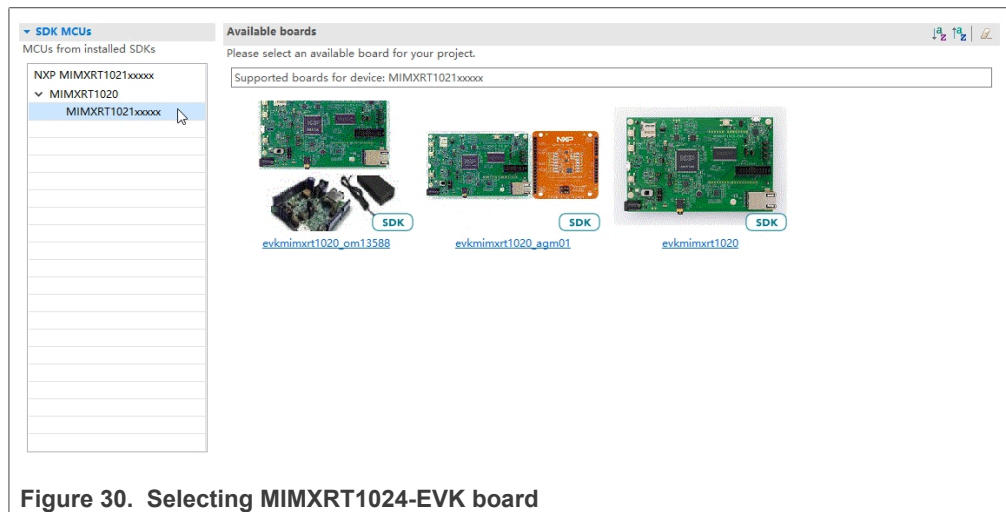 SDK MCUs
MCUs from installed SDKs
NXP MIMXRT1021xxxxx
MIMXRT1020
MIMXRT1021xxxxx
Available boards
Please select an available board for your project.
Supported boards for device: MIMXRT1021xxxxx
NXP
SDK
SDK
SDK
evkmimxrt1020_om13588
evkmimxrt1020_agm01
evkmimxrt1020
Figure 30. Selecting MIMXRT1024-EVK board